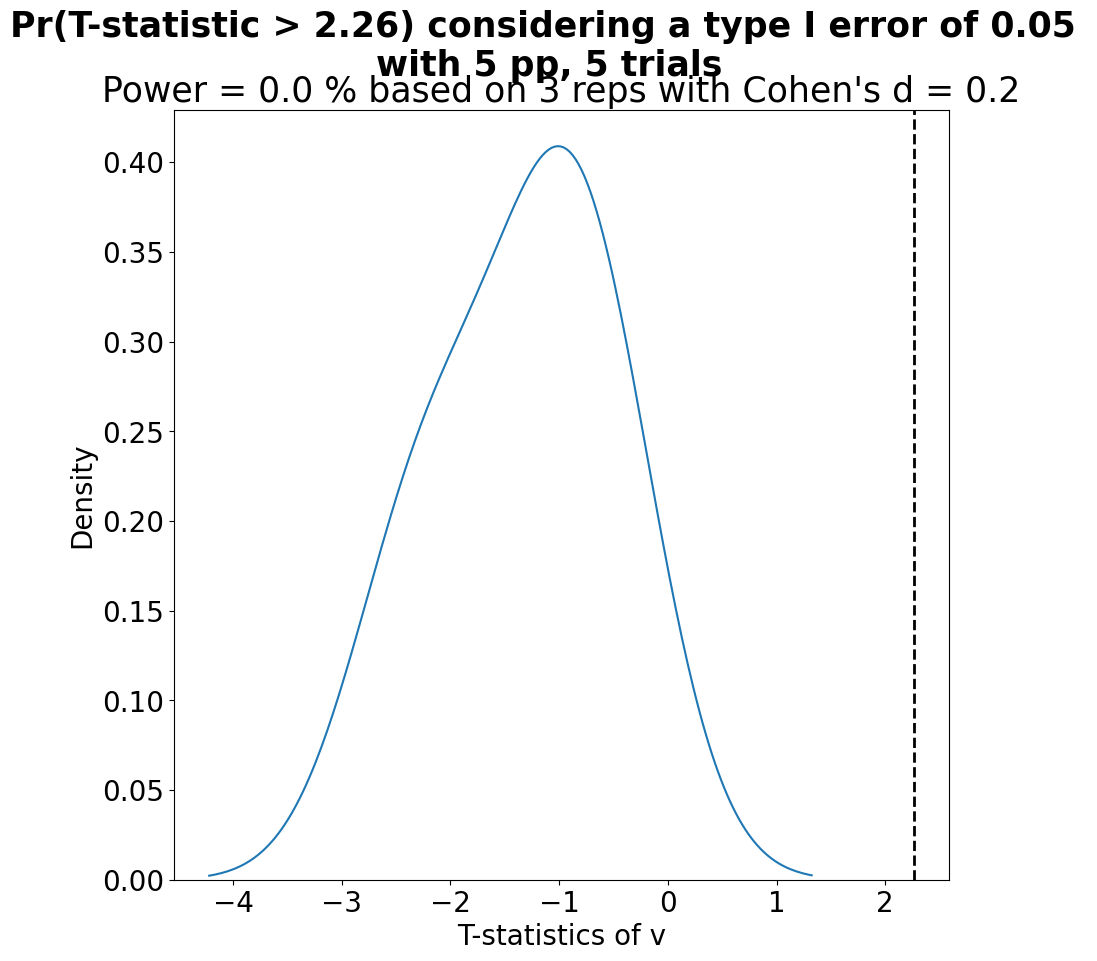 Pr(T-statistic > 2.26) considering a type I error of 0.05
with 5 pp, 5 trials
Power = 0.0 % based on 3 reps with Cohen's d = 0.2
0.40
0.35
0.30
0.25
0.20
0.15
0.10
0.05
0.00
Density
−4 −3 −2 −1 0 1 2
T-statistics of v